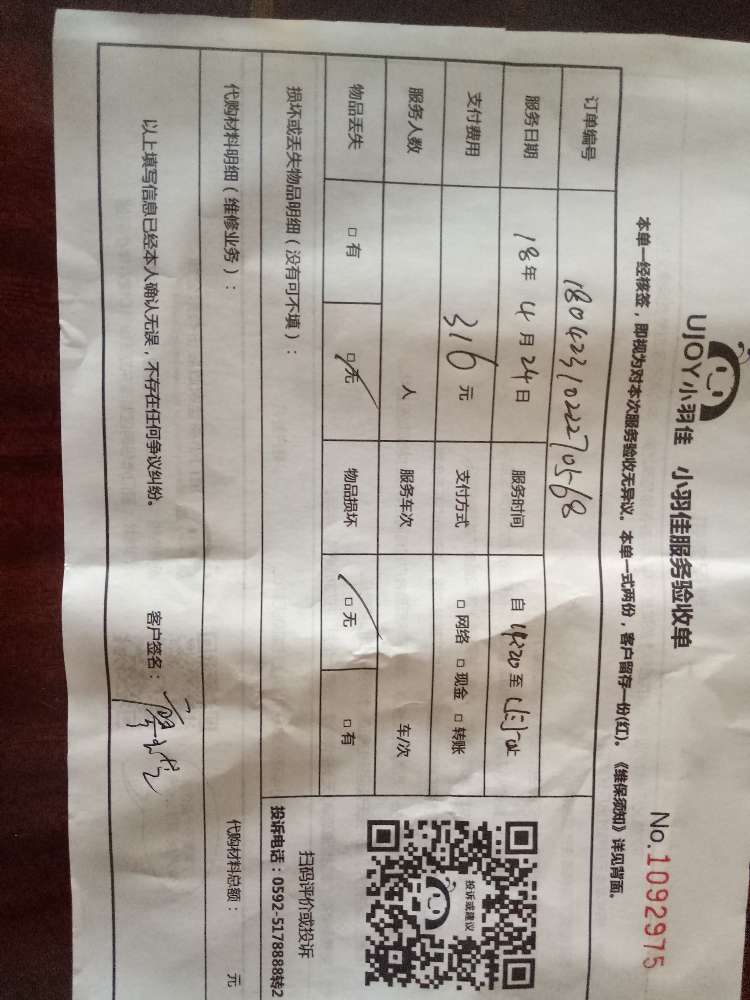 UJOY小羽佳 小羽佳服务验收单
No.1092975
本单一经核签，即视为对本次服务验收无异议。本单一式两份，客户留存一份(红)。《维保须知》详见背面。
订单编号 180423102227 0568
服务日期 18年 4月 24日 服务时间 自 14:20 至 止
支付费用 316元 支付方式 □ 网络 □ 现金 □ 转账
服务人数 人 服务车次 车/次
物品丢失 □ 有 □ 无 物品损坏 □ 无 □ 有
投诉或建议
损坏或丢失物品明细（没有可不填）：
扫码评价或投诉
投诉电话：0592-5178888转2
代购材料明细（维修业务）： 代购材料总额： 元
以上填写信息已经本人确认无误，不存在任何争议纠纷。 客户签名：